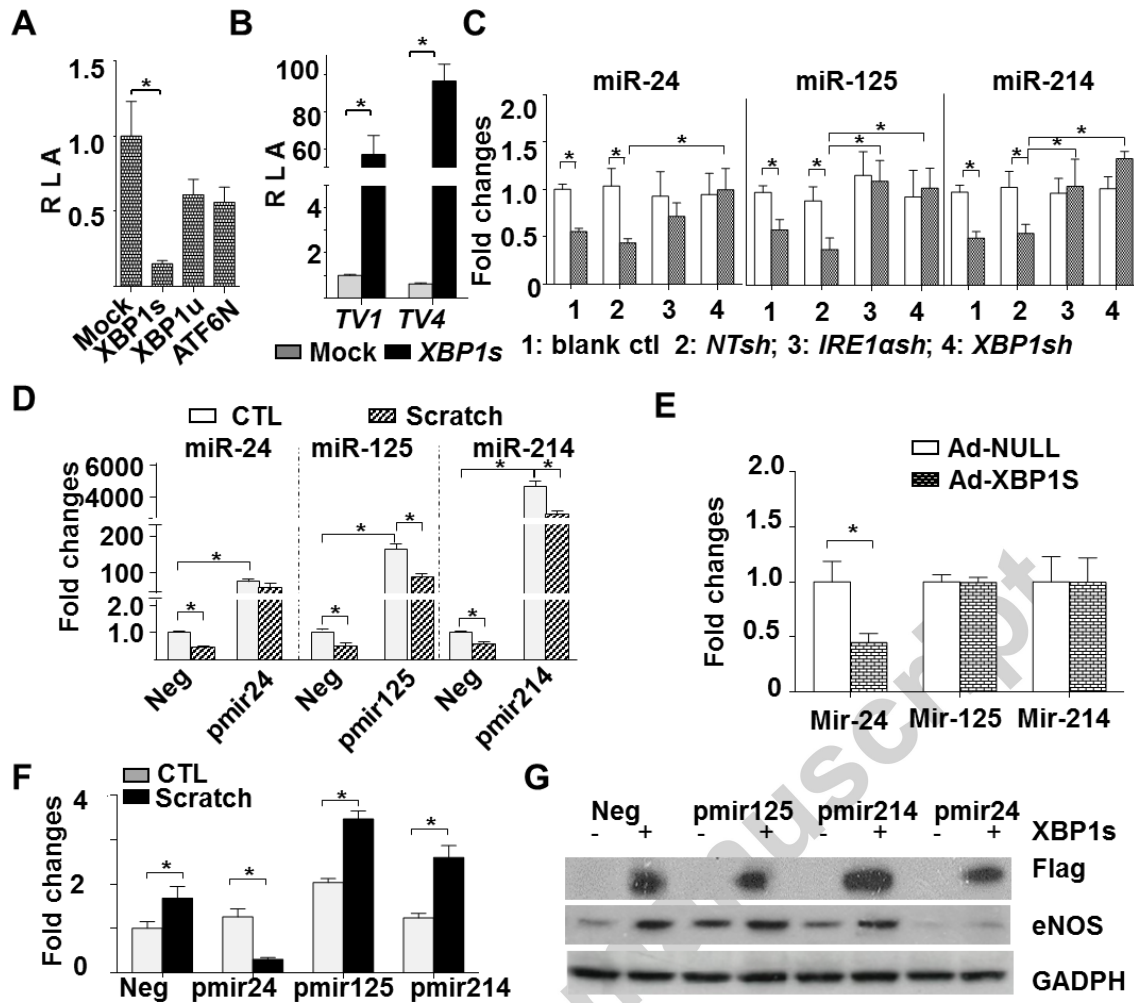 A
1.5
1.0
0.5
R L A
*
Mock
XBP1s
XBP1u
ATF6N
B
100
80
60
4
2
R L A
*
*
TV1
TV4
Mock
XBP1s
C
miR-24
miR-125
miR-214
2.0
1.5
1.0
0.5
0
Fold changes
* * *
* * * *
* * * *
1 2 3 4 1 2 3 4 1 2 3 4
1: blank ctl 2: NTsh; 3: IRE1αsh; 4: XBP1sh
D
CTL
Scratch
miR-24
miR-125
miR-214
6000
4000
200
100
2.0
1.0
Fold changes
* *
* * *
* * *
Neg
pmir24
Neg
pmir125
Neg
pmir214
E
Ad-NULL
Ad-XBP1S
2.0
1.5
1.0
0.5
0
Fold changes
*
Mir-24
Mir-125
Mir-214
F
CTL
Scratch
4
2
0
Fold changes
* * * *
Neg
pmir24
pmir125
pmir214
G
Neg pmir125 pmir214 pmir24
- + - + - + - + XBP1s
Flag
eNOS
GADPH
nuscript